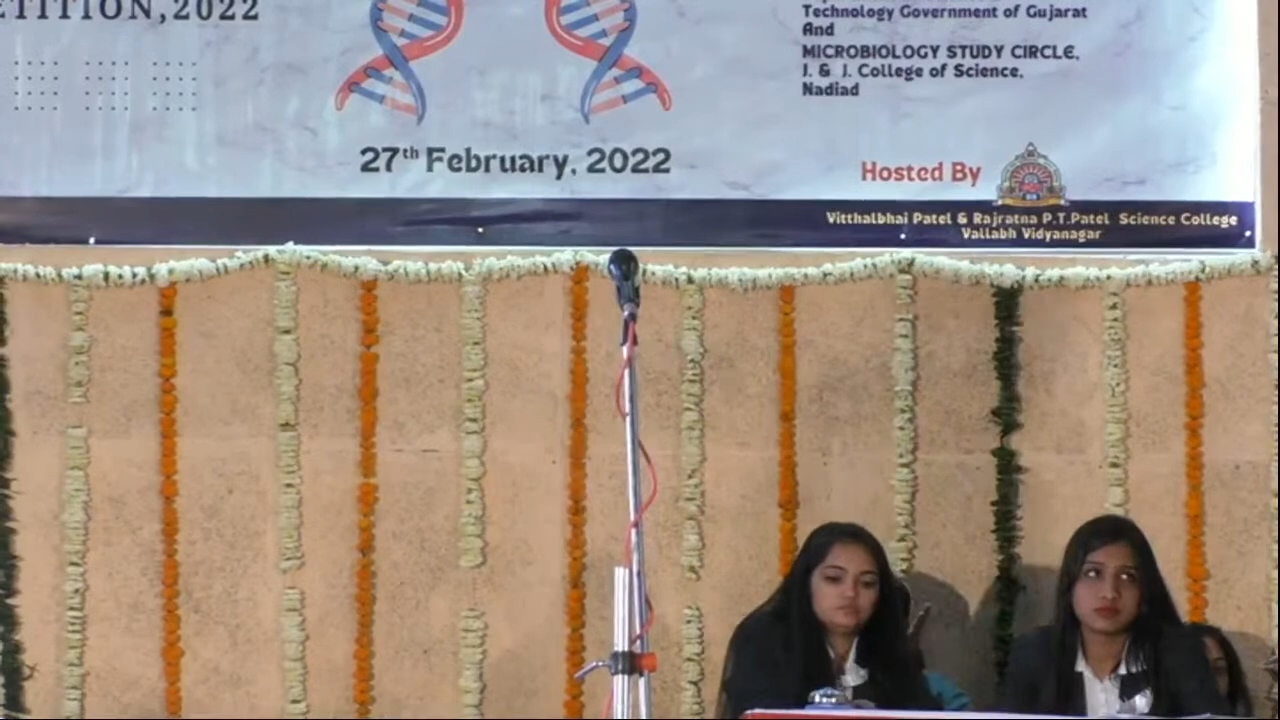 ETITION,2022
Technology Government of Gujarat
And
MICROBIOLOGY STUDY CIRCLE,
J. & J. College of Science,
Nadiad
27th February, 2022
Hosted By
Vitthalbhai Patel & Rajratna P.T.Patel Science College
Vallabh Vidyanagar